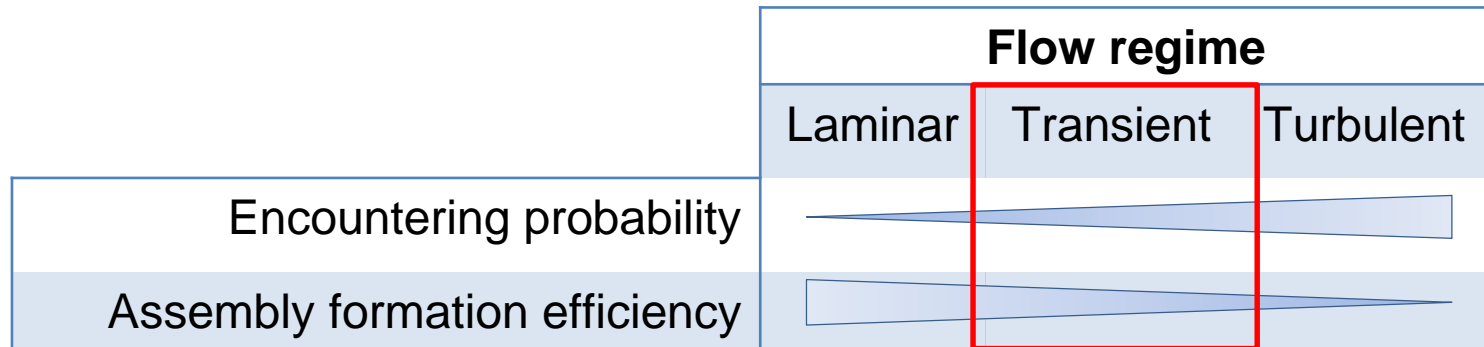 Flow regime
Laminar Transient Turbulent
Encountering probability
Assembly formation efficiency